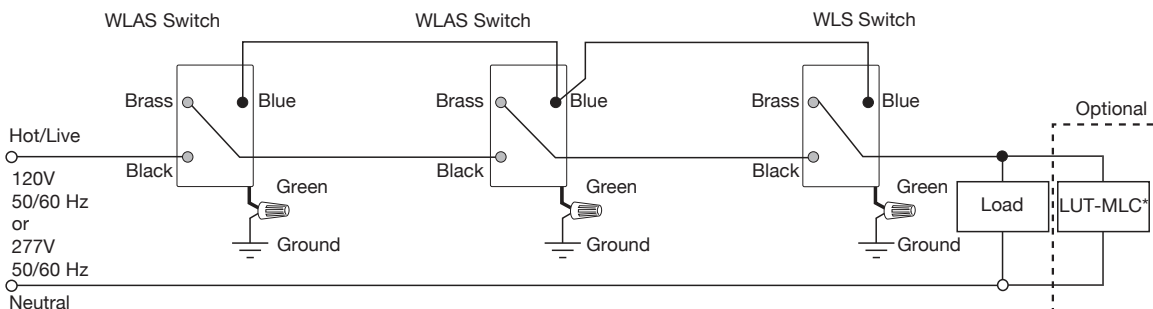 WLAS Switch
WLAS Switch
WLS Switch
Brass
Blue
Brass
Blue
Brass
Blue
Optional
Hot/Live
Black
Black
Black
120V
50/60 Hz
or
277V
50/60 Hz
Green
Green
Green
Load
LUT-MLC*
Ground
Ground
Ground
Neutral